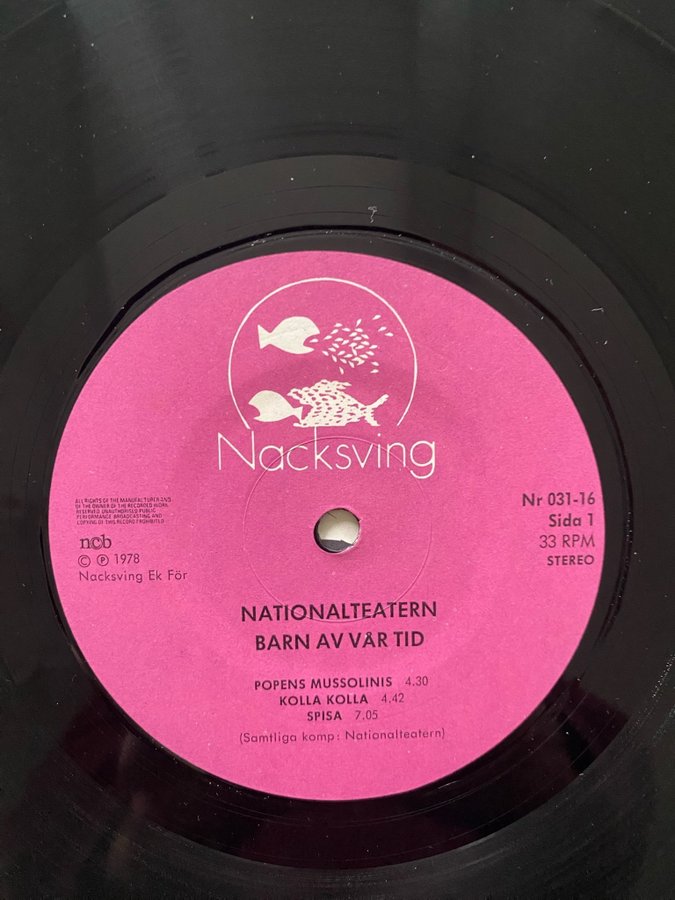 Nacksving
ALL RIGHTS OF THE MANUFACTURER AND
OF THE OWNER OF THE RECORDED WORK
RESERVED UNAUTHORISED PUBLIC
PERFORMANCE BROADCASTING AND
COPYING OF THIS RECORD PROHIBITED
ncb
© ℗ 1978
Nacksving Ek För
Nr 031-16
Sida 1
33 RPM
STEREO
NATIONALTEATERN
BARN AV VÅR TID
POPENS MUSSOLINIS 4.30
KOLLA KOLLA 4.42
SPISA 7.05
(Samtliga komp: Nationalteatern)